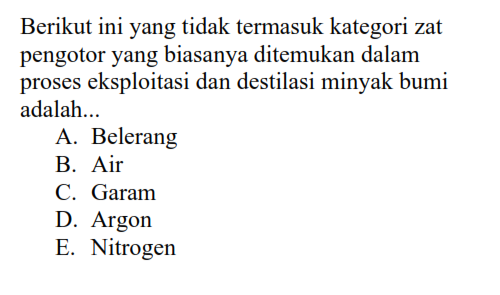 Berikut ini yang tidak termasuk kategori zat
pengotor yang biasanya ditemukan dalam
proses eksploitasi dan destilasi minyak bumi
adalah...
A. Belerang
B. Air
C. Garam
D. Argon
E. Nitrogen